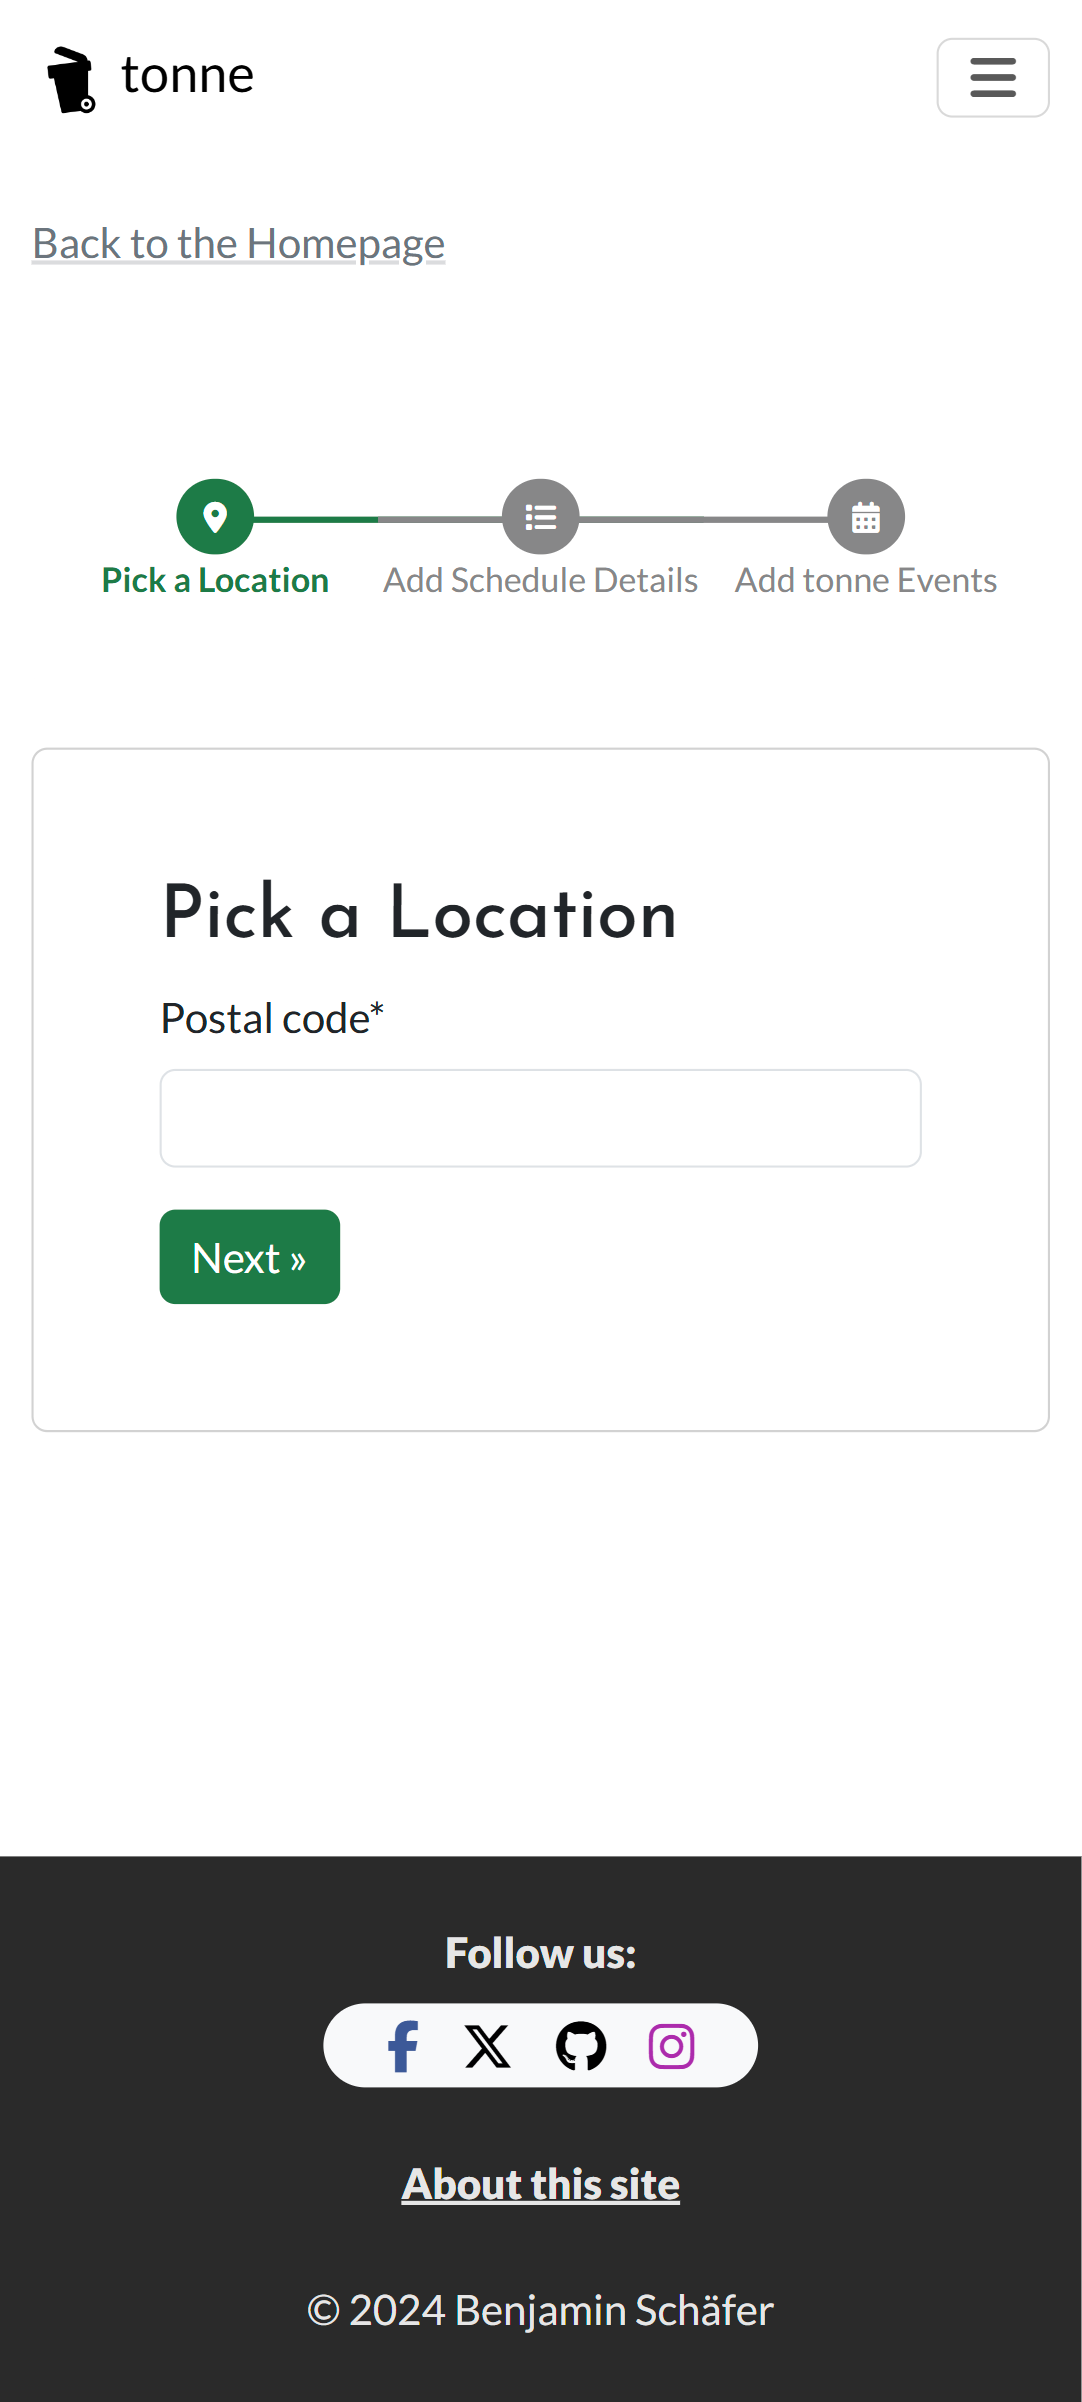 tonne
Back to the Homepage
Pick a Location
Add Schedule Details
Add tonne Events
Pick a Location
Postal code*
Next »
Follow us:
About this site
© 2024 Benjamin Schäfer